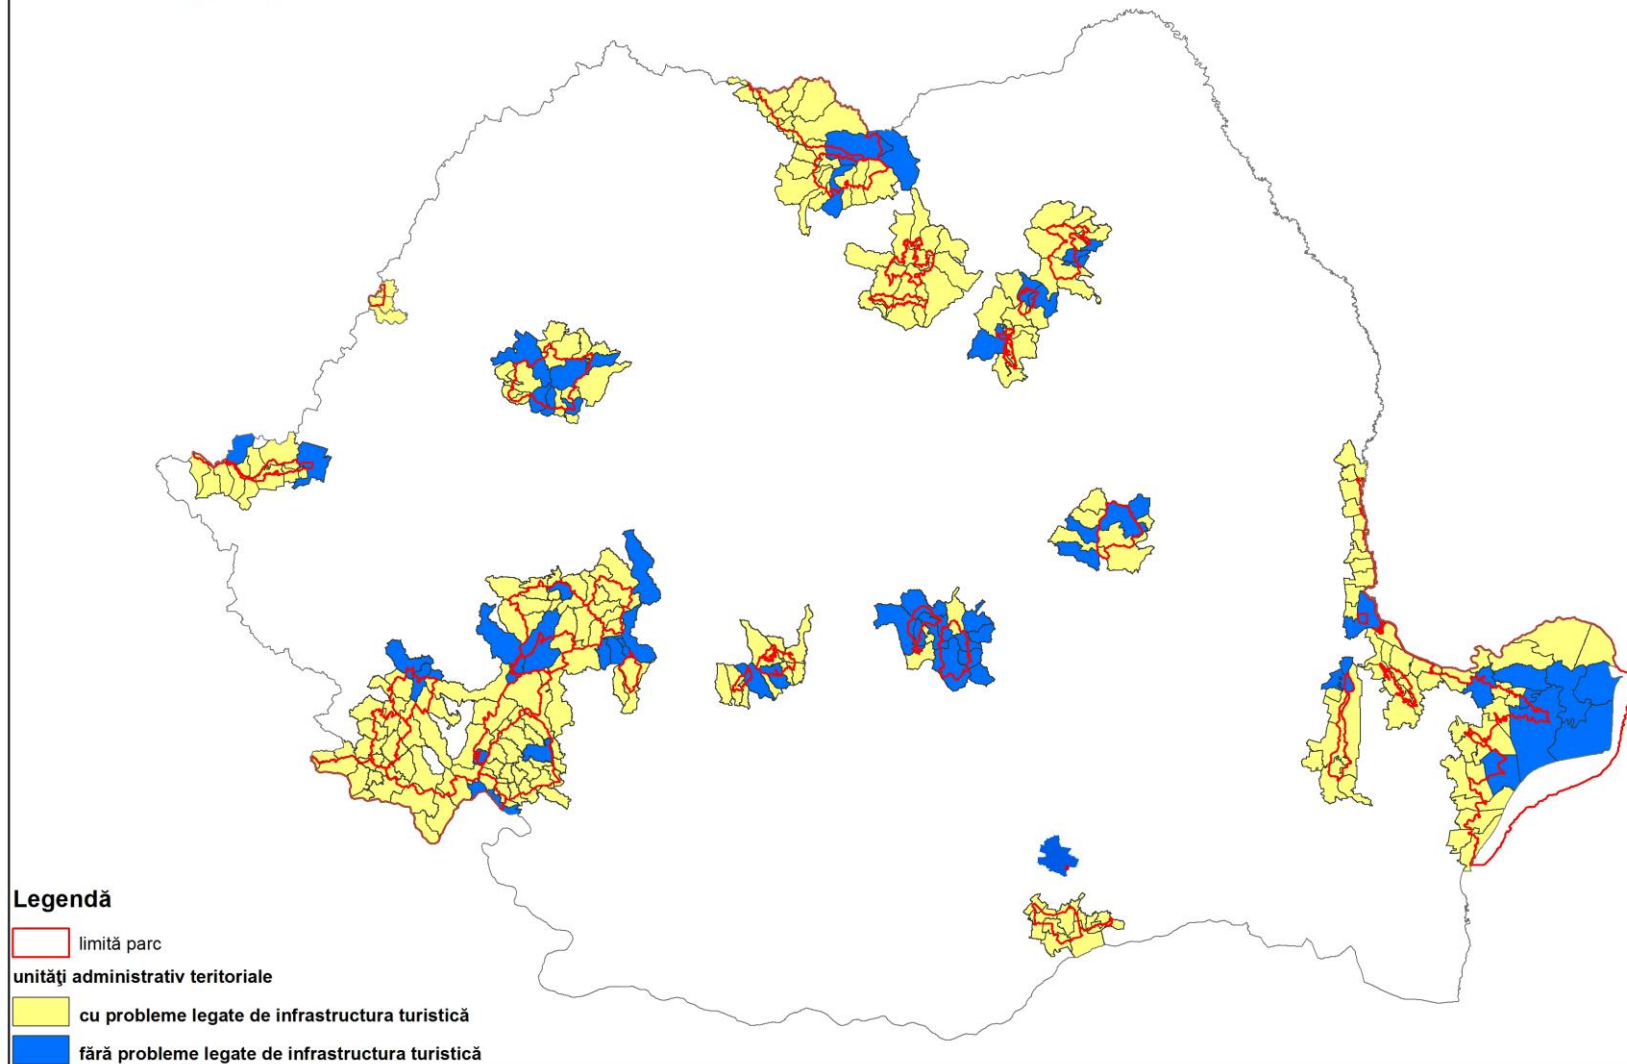 Legendă
limită parc
unităţi administrativ teritoriale
cu probleme legate de infrastructura turistică
fără probleme legate de infrastructura turistică